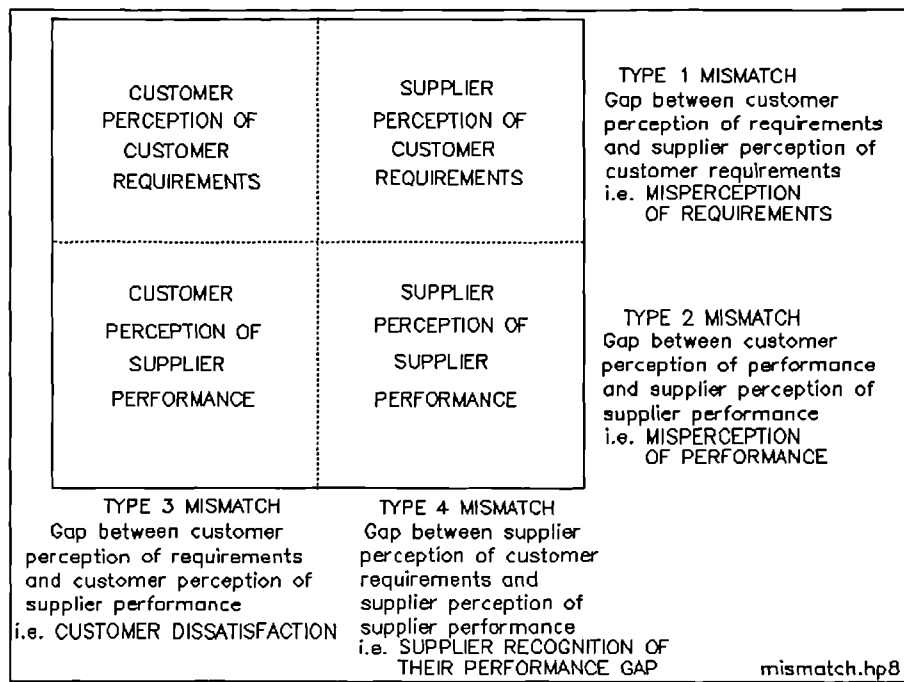 CUSTOMER
PERCEPTION OF
CUSTOMER
REQUIREMENTS
SUPPLIER
PERCEPTION OF
CUSTOMER
REQUIREMENTS
TYPE 1 MISMATCH
Gap between customer
perception of requirements
and supplier perception of
customer requirements
i.e. MISPERCEPTION
OF REQUIREMENTS
CUSTOMER
PERCEPTION OF
SUPPLIER
PERFORMANCE
SUPPLIER
PERCEPTION OF
SUPPLIER
PERFORMANCE
TYPE 2 MISMATCH
Gap between customer
perception of performance
and supplier perception of
supplier performance
i.e. MISPERCEPTION
OF PERFORMANCE
TYPE 3 MISMATCH
Gap between customer
perception of requirements
and customer perception of
supplier performance
i.e. CUSTOMER DISSATISFACTION
TYPE 4 MISMATCH
Gap between supplier
perception of customer
requirements and
supplier perception of
supplier performance
i.e. SUPPLIER RECOGNITION OF
THEIR PERFORMANCE GAP
mismatch.hp8